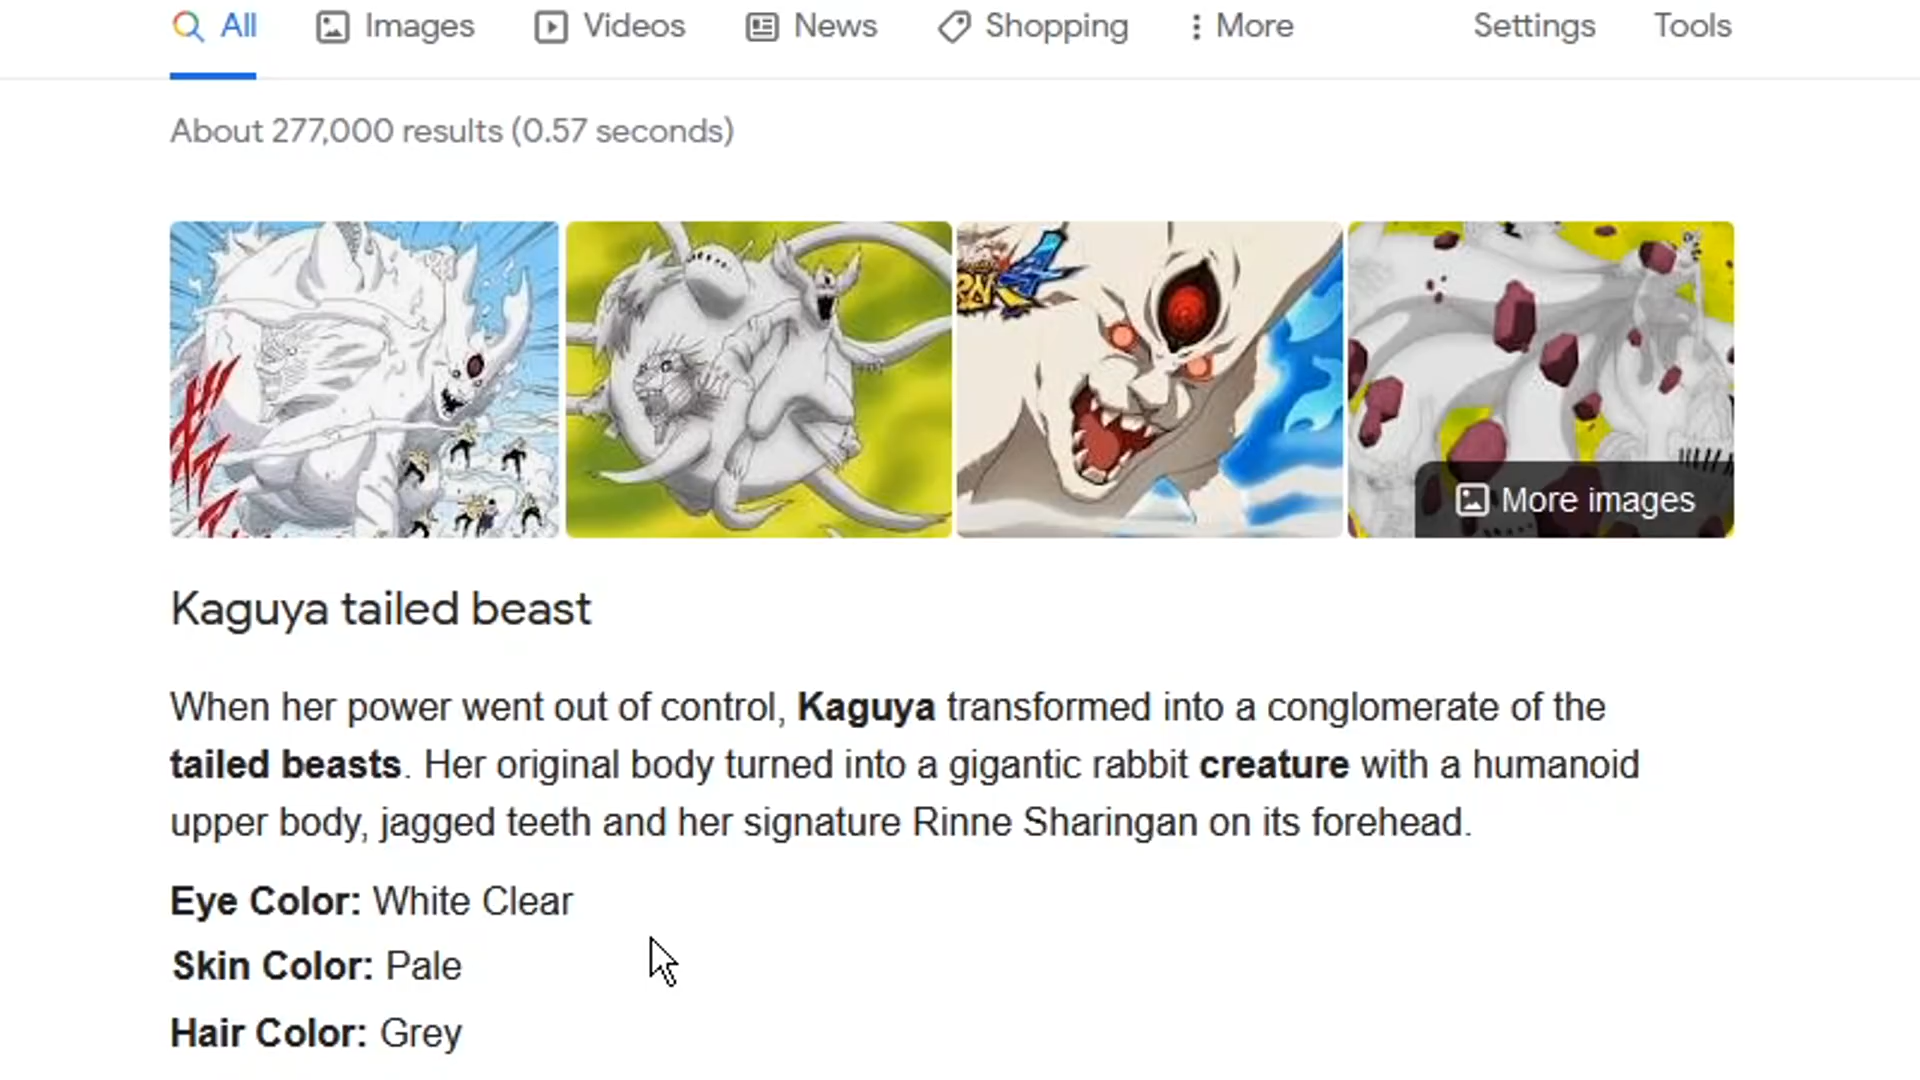 All Images Videos News Shopping More Settings Tools
About 277,000 results (0.57 seconds)
More images
Kaguya tailed beast
When her power went out of control, Kaguya transformed into a conglomerate of the
tailed beasts. Her original body turned into a gigantic rabbit creature with a humanoid
upper body, jagged teeth and her signature Rinne Sharingan on its forehead.
Eye Color: White Clear
Skin Color: Pale
Hair Color: Grey